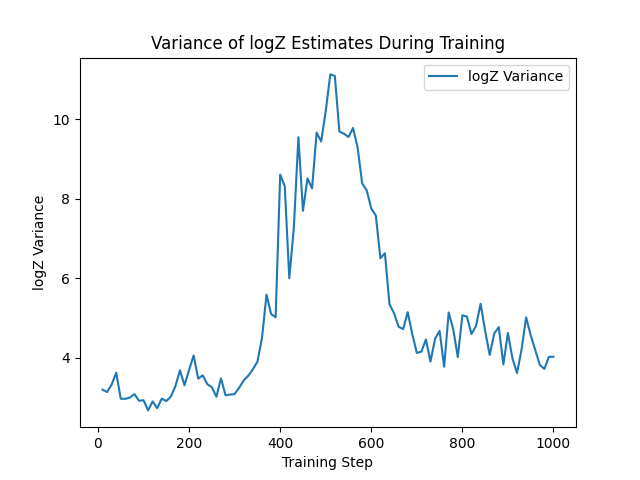 Variance of logZ Estimates During Training
logZ Variance
logZ Variance
10
8
6
4
0 200 400 600 800 1000
Training Step